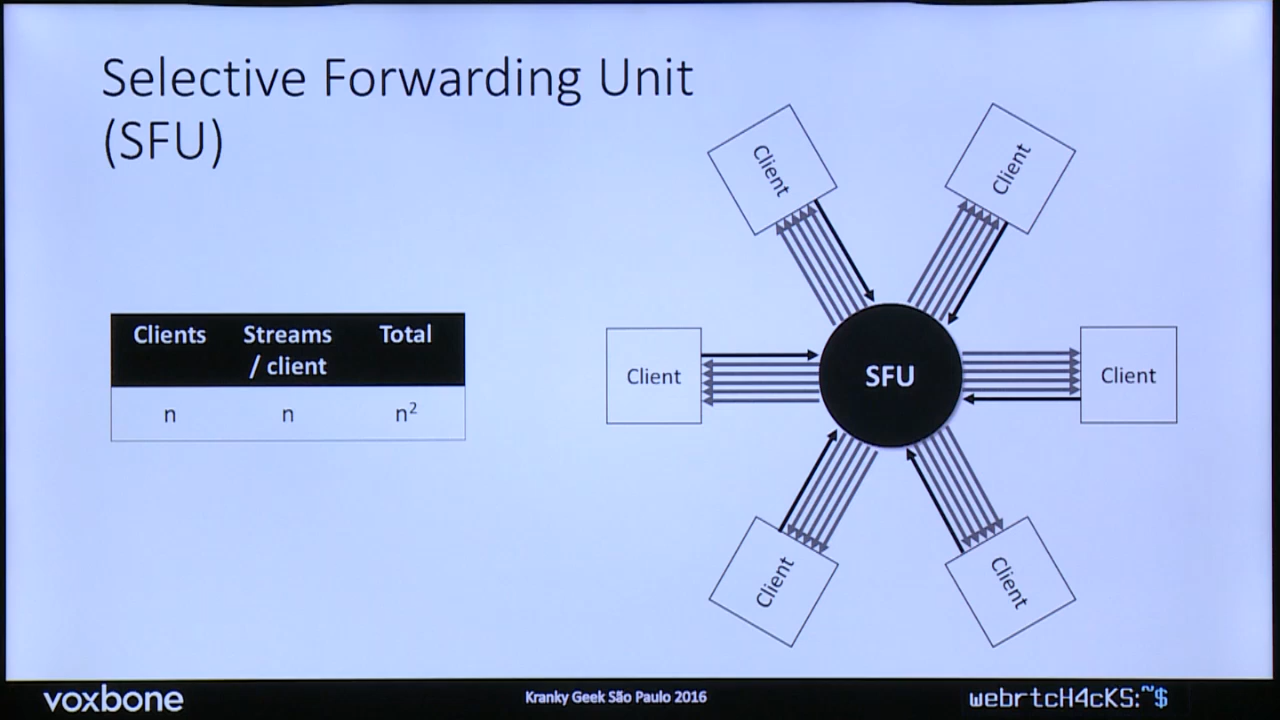 Selective Forwarding Unit
(SFU)
Client
Client
Clients Streams / client Total
n n n²
Client
SFU
Client
Client
Client
voxbone
Kranky Geek São Paulo 2016
webrtcH4cKS:~$